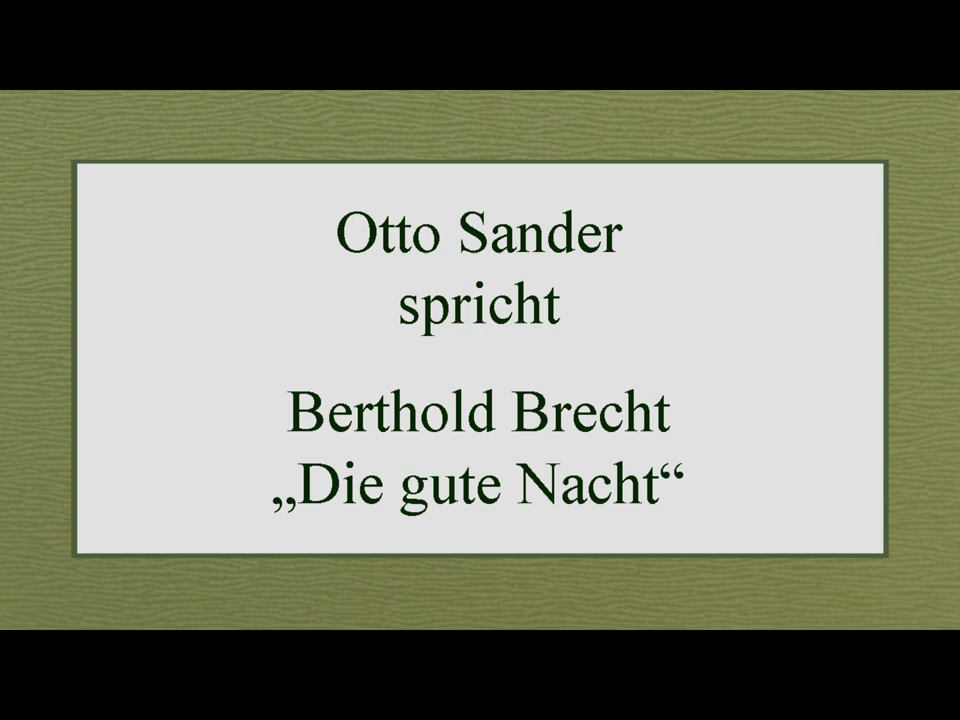 Otto Sander
spricht
Berthold Brecht
„Die gute Nacht“